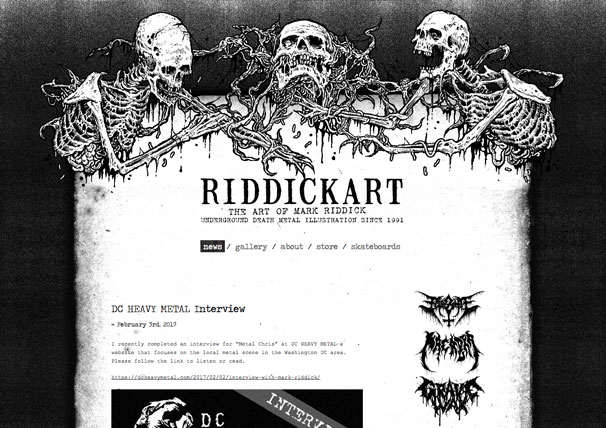 RIDDICKART
THE ART OF MARK RIDDICK
UNDERGROUND DEATH METAL ILLUSTRATION SINCE 1991
news / gallery / about / store / skateboards
DC HEAVY METAL Interview
February 3rd, 2017
I recently completed an interview for "Metal Chris" at DC HEAVY METAL—a
website that focuses on the local metal scene in the Washington DC area.
Please follow the link to listen or read.
https://dcheavymetal.com/2017/02/02/interview-with-mark-riddick/
DC